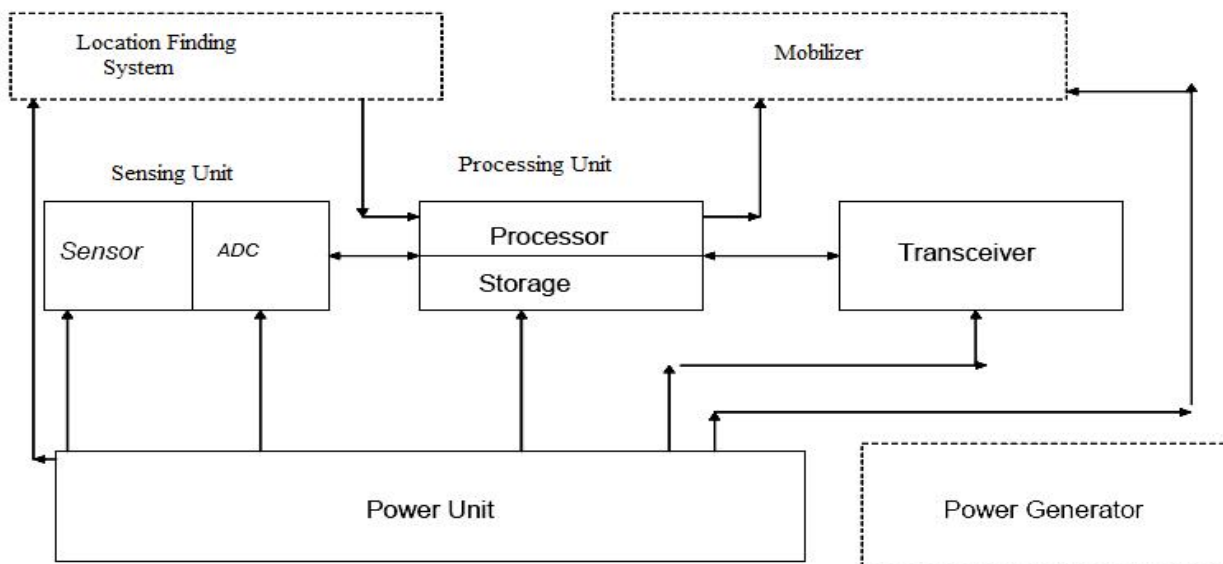 Location Finding
System
Mobilizer
Sensing Unit
Processing Unit
Sensor
ADC
Processor
Storage
Transceiver
Power Unit
Power Generator